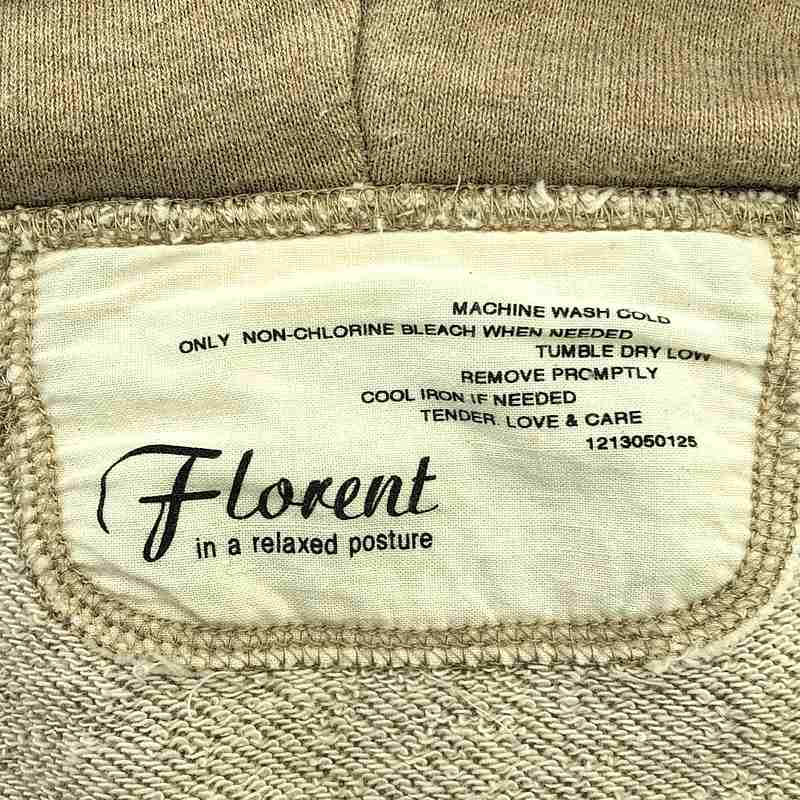 MACHINE WASH COLD
ONLY NON-CHLORINE BLEACH WHEN NEEDED
TUMBLE DRY LOW
REMOVE PROMPTLY
COOL IRON IF NEEDED
TENDER. LOVE & CARE
1213050125
Florent
in a relaxed posture